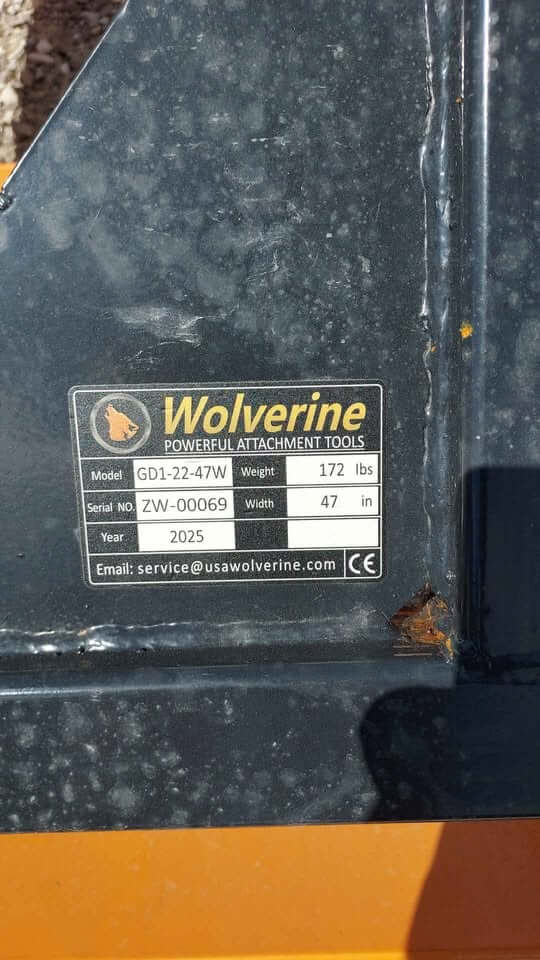 Wolverine
POWERFUL ATTACHMENT TOOLS
Model GD1-22-47W Weight 172 lbs
Serial NO. ZW-00069 Width 47 in
Year 2025
Email: service@usawolverine.com CE